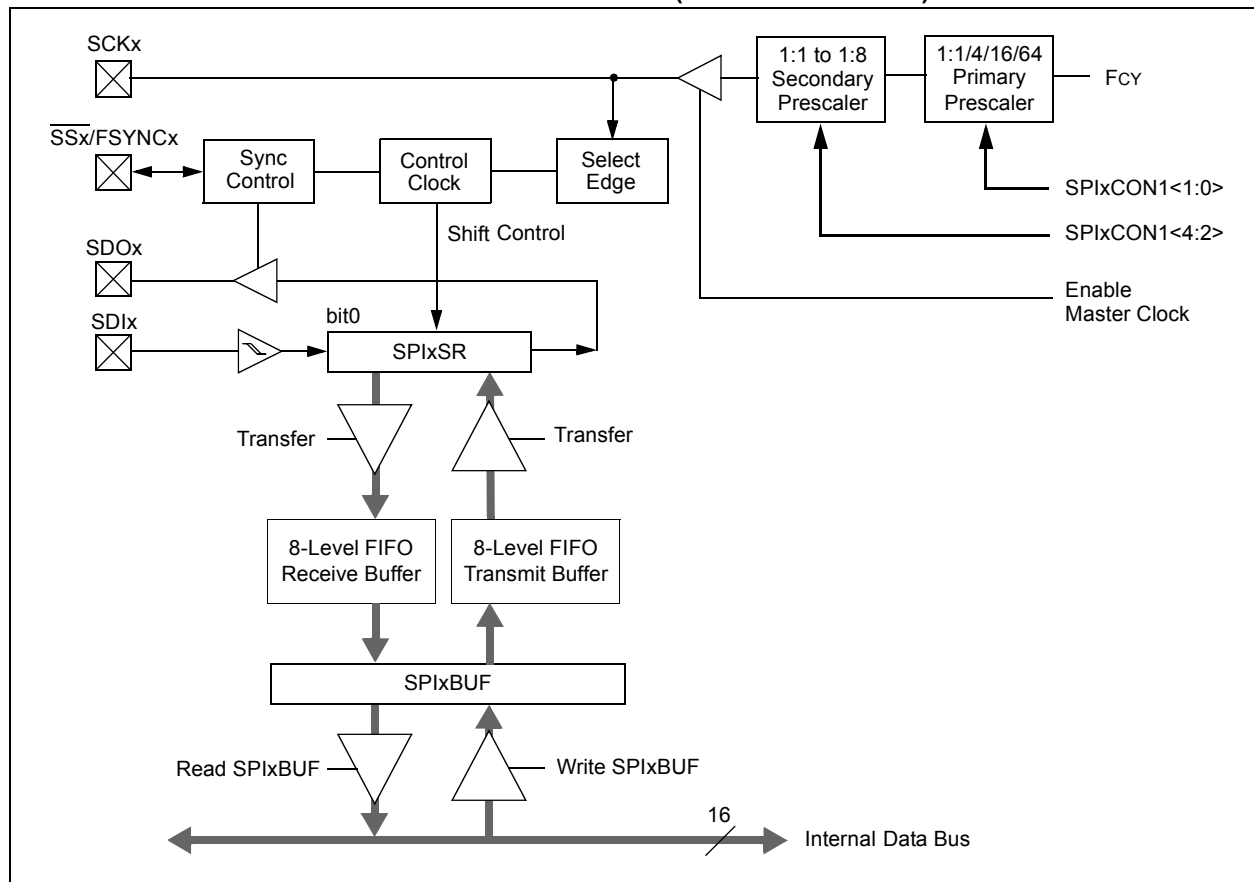 SCKx
1:1 to 1:8
Secondary
Prescaler
1:1/4/16/64
Primary
Prescaler
FCY
SSx/FSYNCx
Sync
Control
Control
Clock
Select
Edge
SPIxCON1<1:0>
SPIxCON1<4:2>
Shift Control
SDOx
Enable
Master Clock
SDIx
bit0
SPIxSR
Transfer
Transfer
8-Level FIFO
Receive Buffer
8-Level FIFO
Transmit Buffer
SPIxBUF
Read SPIxBUF
Write SPIxBUF
16
Internal Data Bus